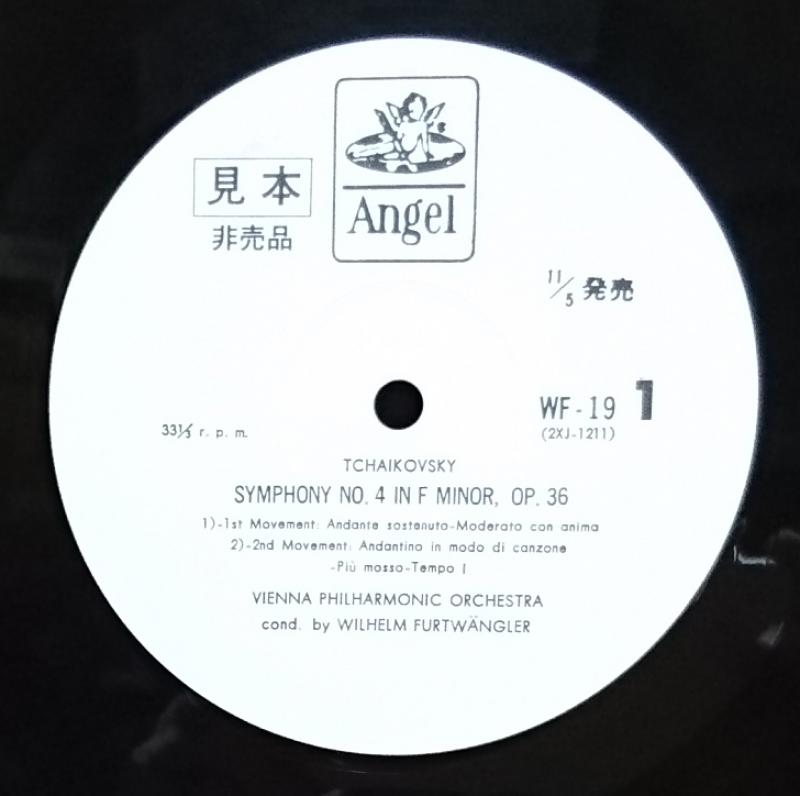 見本
非売品
Angel
11/5 発売
33⅓ r. p. m.
WF-19 1
(2XJ-1211)
TCHAIKOVSKY
SYMPHONY NO. 4 IN F MINOR, OP. 36
1)-1st Movement: Andante sostenuto-Moderato con anima
2)-2nd Movement: Andantino in modo di canzone
-Più mosso-Tempo I
VIENNA PHILHARMONIC ORCHESTRA
cond. by WILHELM FURTWÄNGLER